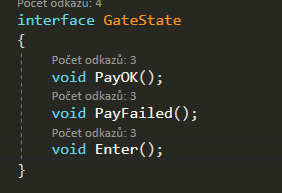 Počet odkazů: 4
interface GateState
{
Počet odkazů: 3
void PayOK();
Počet odkazů: 3
void PayFailed();
Počet odkazů: 3
void Enter();
}